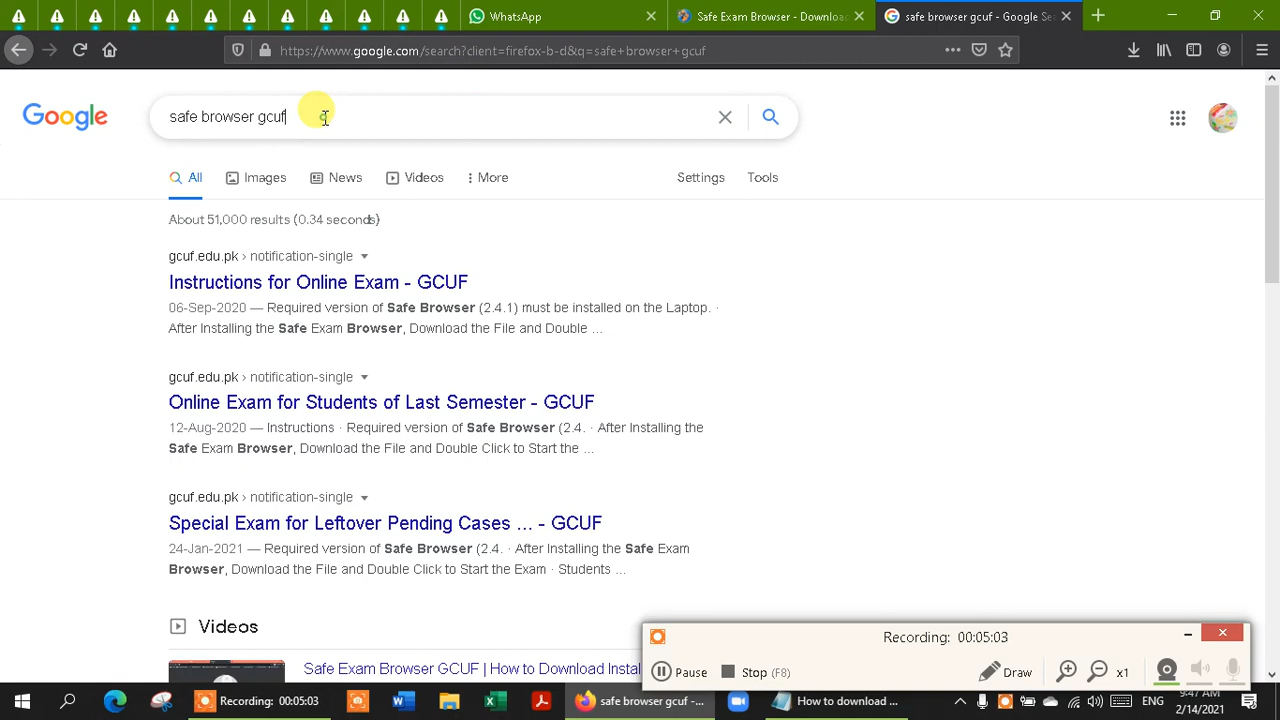 WhatsApp
Safe Exam Browser - Downloa
safe browser gcuf - Google Se
https://www.google.com/search?client=firefox-b-d&q=safe+browser+gcuf
Google
safe browser gcuf
All
Images
News
Videos
More
Settings
Tools
About 51,000 results (0.34 seconds)
gcuf.edu.pk › notification-single
Instructions for Online Exam - GCUF
06-Sep-2020 — Required version of Safe Browser (2.4.1) must be installed on the Laptop. ·
After Installing the Safe Exam Browser, Download the File and Double ...
gcuf.edu.pk › notification-single
Online Exam for Students of Last Semester - GCUF
12-Aug-2020 — Instructions · Required version of Safe Browser (2.4. · After Installing the
Safe Exam Browser, Download the File and Double Click to Start the ...
gcuf.edu.pk › notification-single
Special Exam for Leftover Pending Cases ... - GCUF
24-Jan-2021 — Required version of Safe Browser (2.4. · After Installing the Safe Exam
Browser, Download the File and Double Click to Start the Exam · Students ...
Videos
Safe Exam Browser GCUF | How to Download Instal
Recording: 00:05:03
Pause
Stop (F8)
Draw
x1
Recording: 00:05:03
safe browser gcuf -...
How to download ...
ENG
9:47 AM
2/14/2021